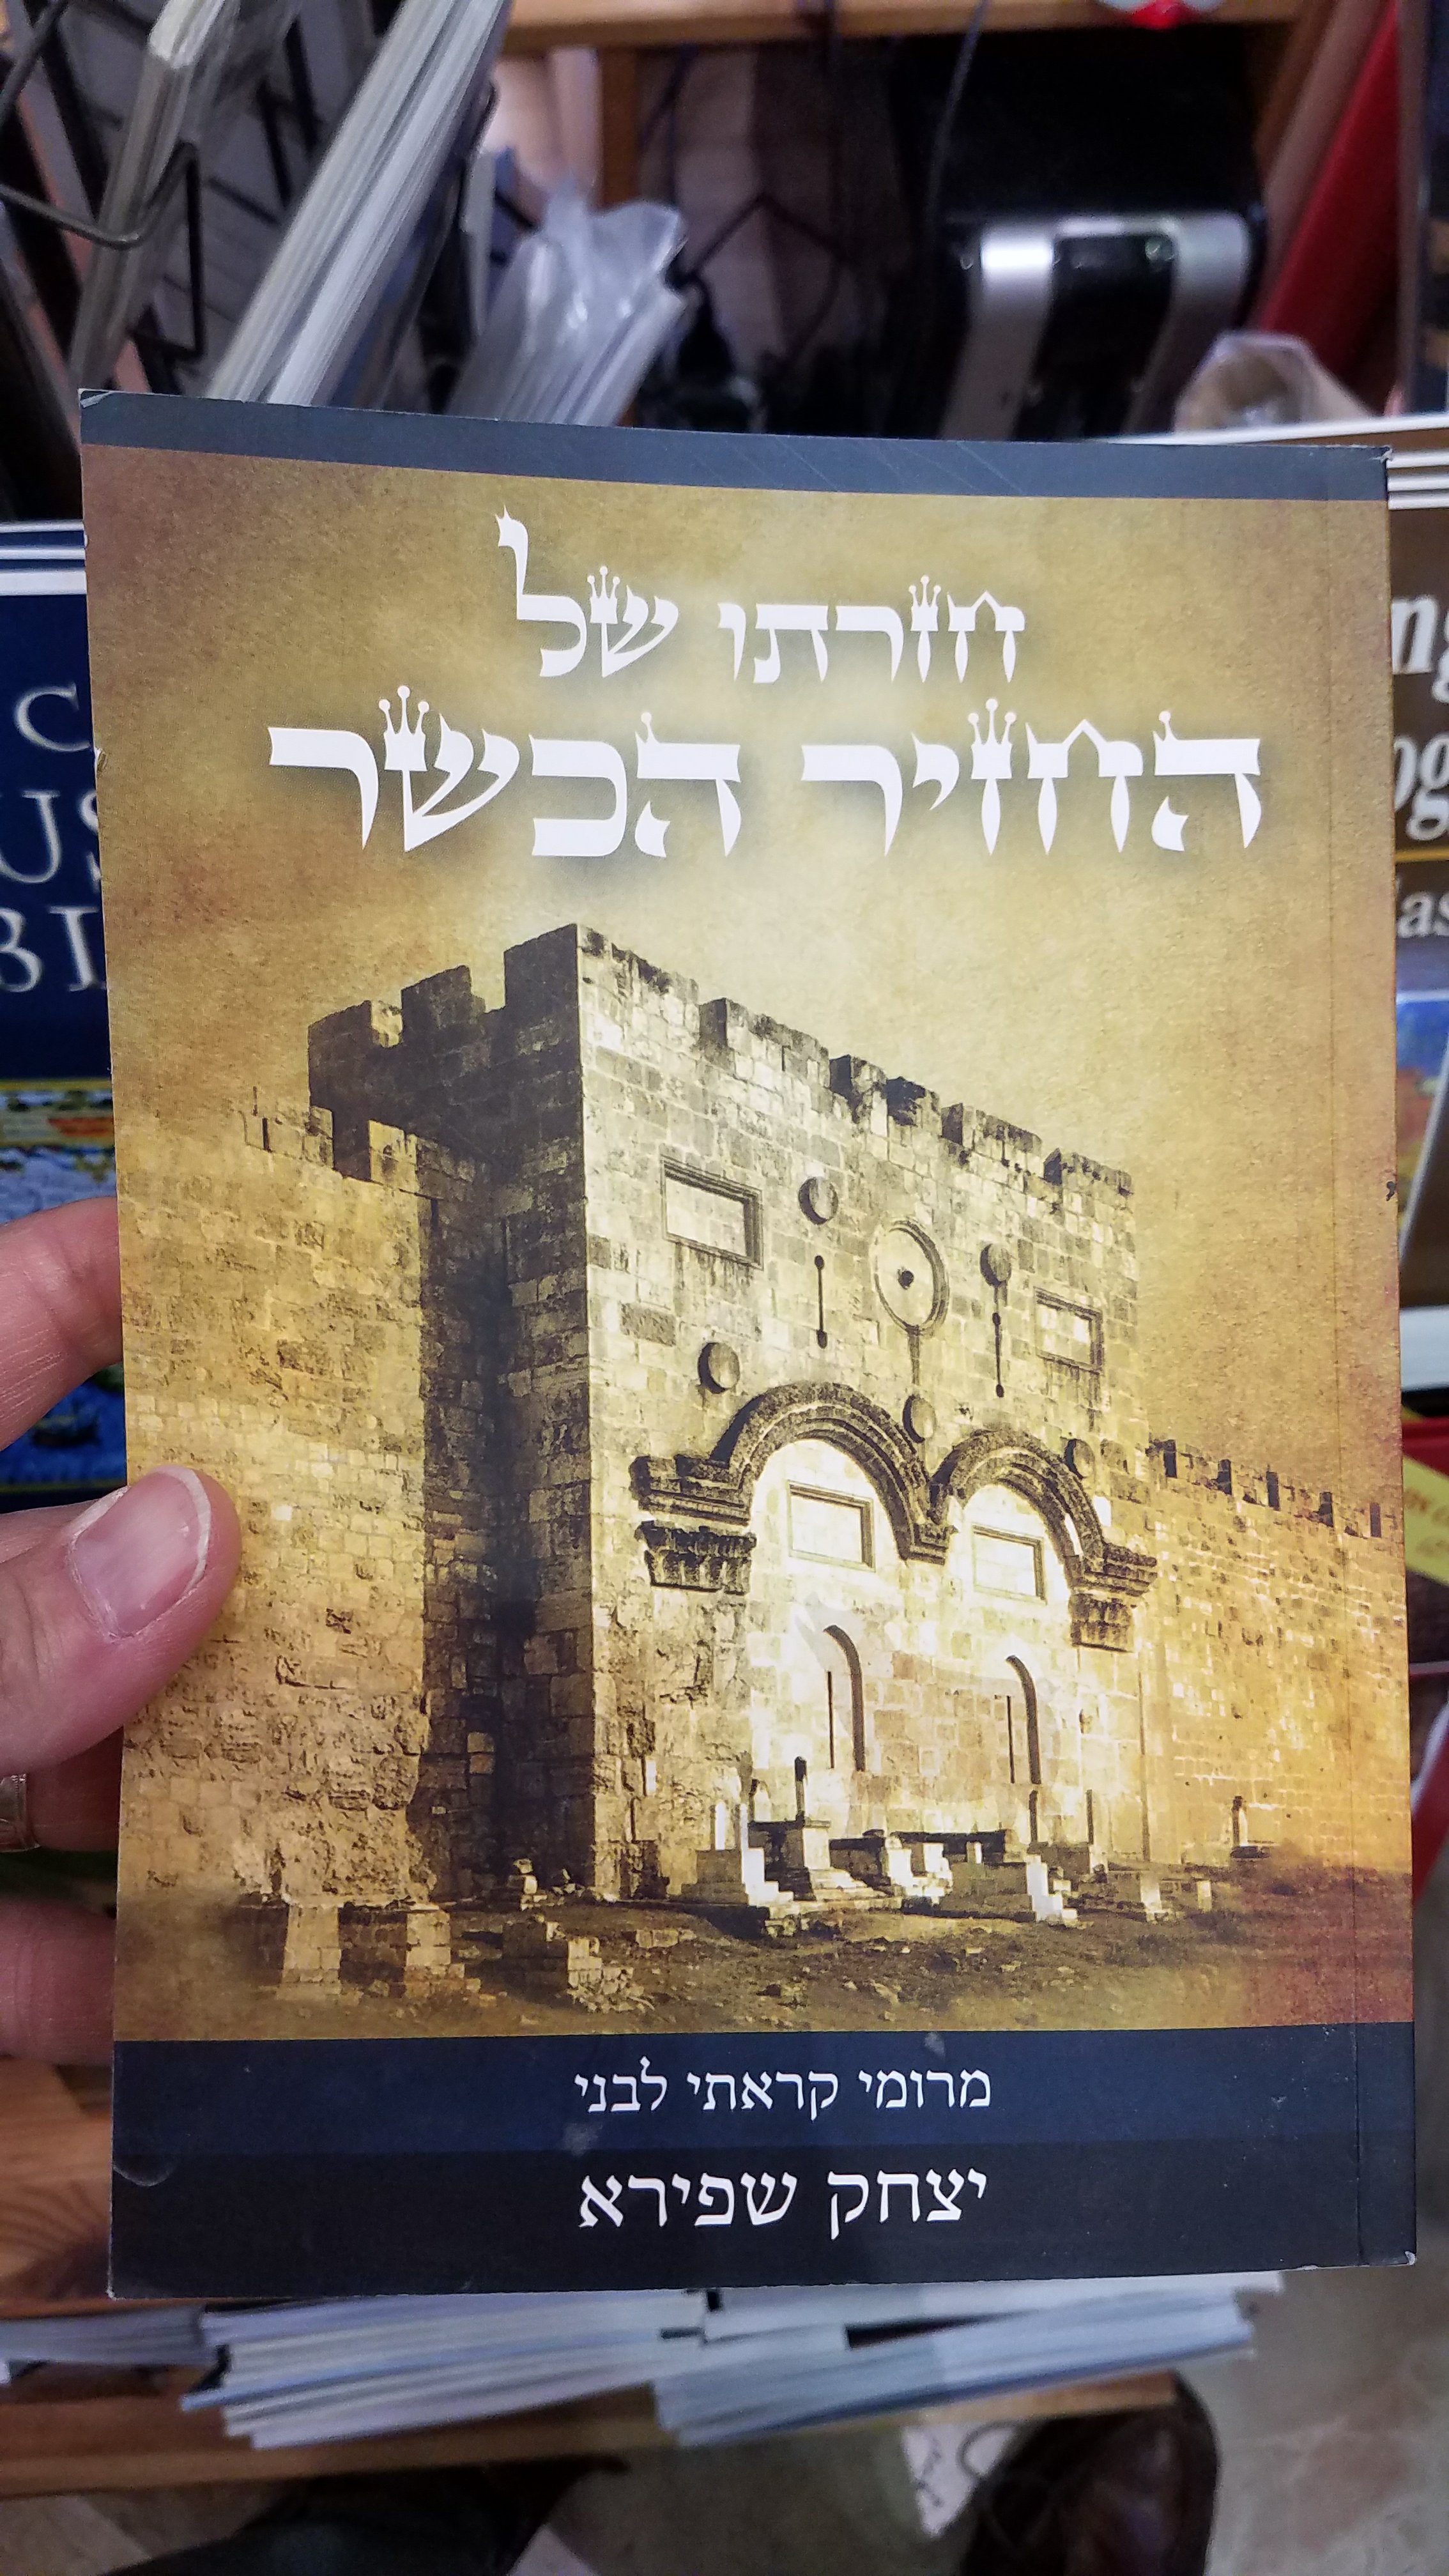 חזרתו של
החזיר הכשר
מרומי קראתי לבני
יצחק שפירא